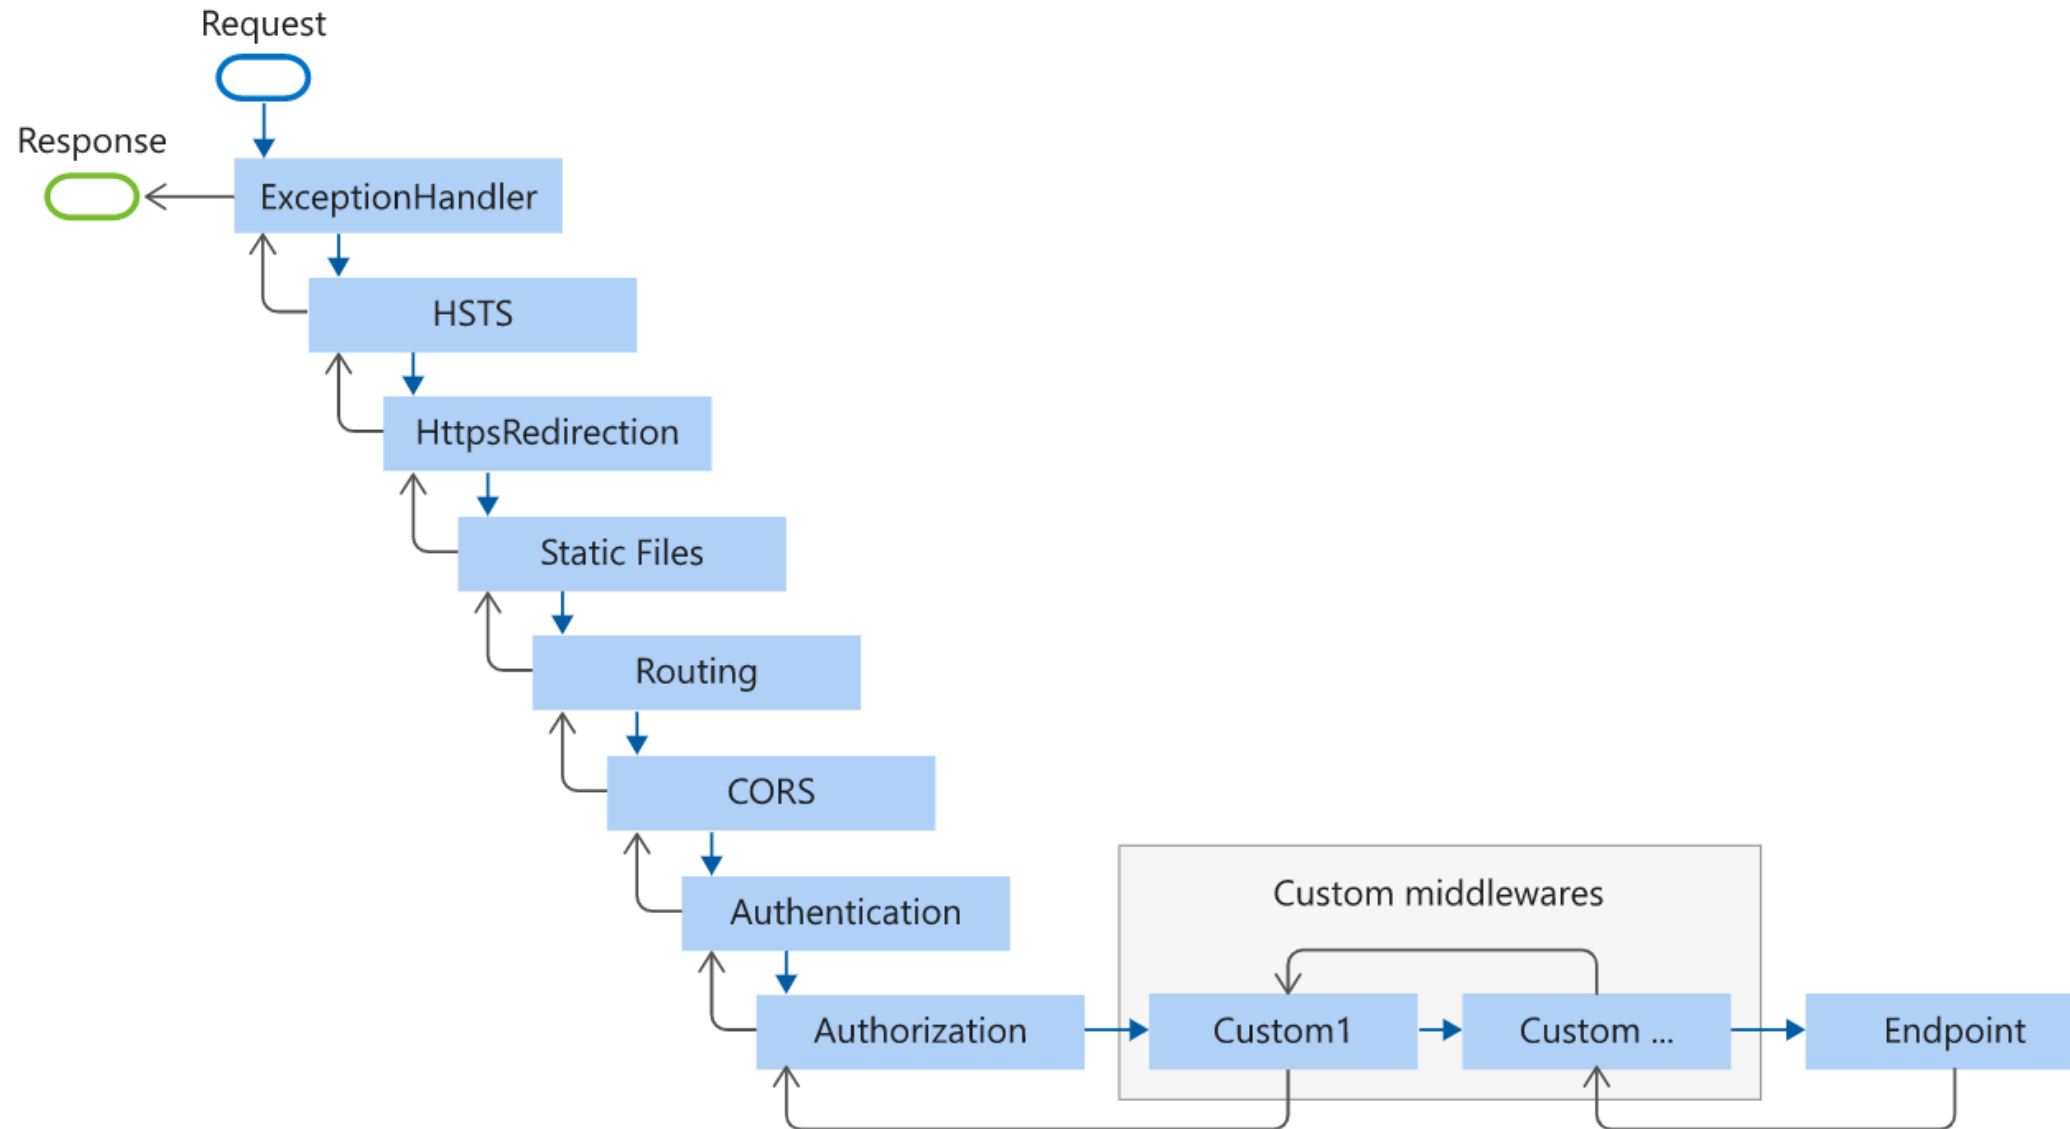 Request
Response
ExceptionHandler
HSTS
HttpsRedirection
Static Files
Routing
CORS
Authentication
Custom middlewares
Authorization
Custom1
Custom ...
Endpoint